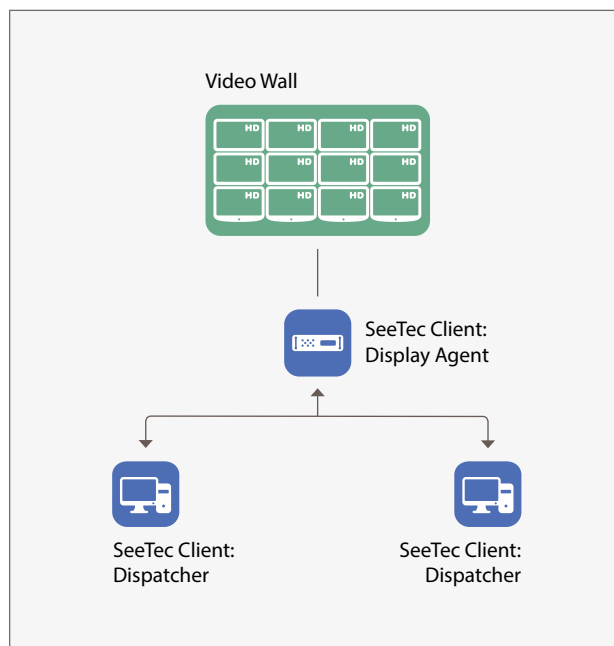 Video Wall
HD HD HD HD
HD HD HD HD
HD HD HD HD
SeeTec Client:
Display Agent
SeeTec Client:
Dispatcher
SeeTec Client:
Dispatcher